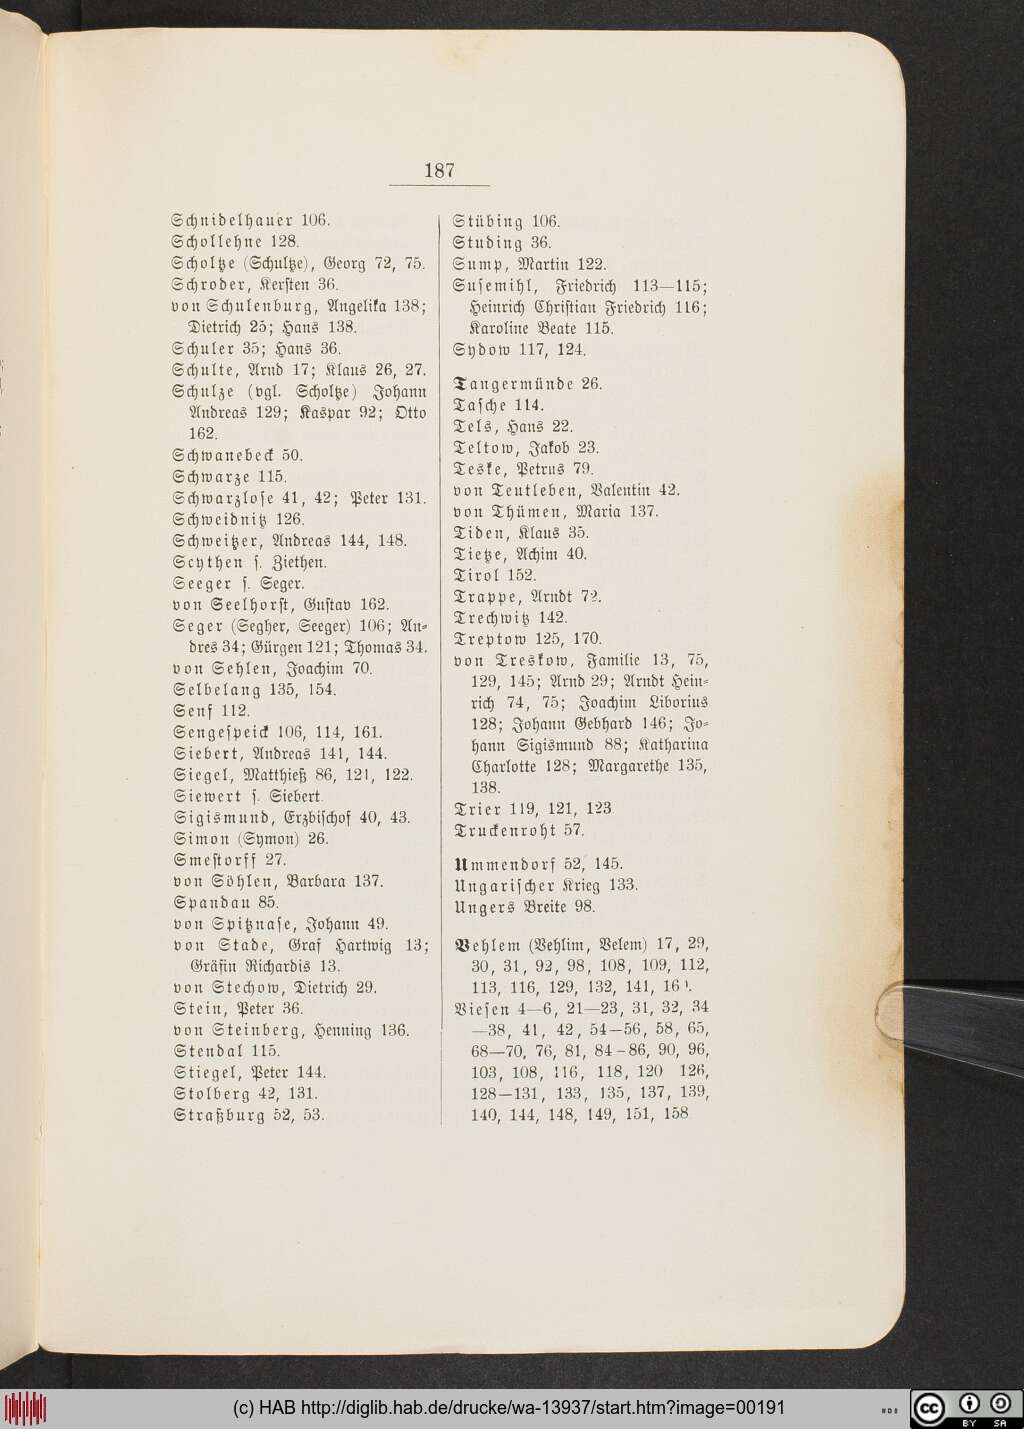 187
Schnidelhauer 106.
Schollehne 128.
Scholtze (Schultze), Georg 72, 75.
Schroder, Kersten 36.
von Schulenburg, Angelika 138;
Dietrich 25; Hans 138.
Schuler 35; Hans 36.
Schulte, Arnd 17; Klaus 26, 27.
Schulze (vgl. Scholtze) Johann
Andreas 129; Kaspar 92; Otto
162.
Schwanebeck 50.
Schwarze 115.
Schwarzlose 41, 42; Peter 131.
Schweidnitz 126.
Schweitzer, Andreas 144, 148.
Scythen s. Ziethen.
Seeger s. Seger.
von Seelhorst, Gustav 162.
Seger (Segher, Seeger) 106; An-
dres 34; Gürgen 121; Thomas 34.
von Sehlen, Joachim 70.
Selbelang 135, 154.
Senf 112.
Sengespeick 106, 114, 161.
Siebert, Andreas 141, 144.
Siegel, Matthieß 86, 121, 122.
Siewert s. Siebert.
Sigismund, Erzbischof 40, 43.
Simon (Symon) 26.
Smestorff 27.
von Söhlen, Barbara 137.
Spandau 85.
von Spitznase, Johann 49.
von Stade, Graf Hartwig 13;
Gräfin Richardis 13.
von Stechow, Dietrich 29.
Stein, Peter 36.
von Steinberg, Henning 136.
Stendal 115.
Stiegel, Peter 144.
Stolberg 42, 131.
Straßburg 52, 53.
Stübing 106.
Studing 36.
Sump, Martin 122.
Susemihl, Friedrich 113—115;
Heinrich Christian Friedrich 116;
Karoline Beate 115.
Sydow 117, 124.
Tangermünde 26.
Tasche 114.
Tels, Hans 22.
Teltow, Jakob 23.
Teske, Petrus 79.
von Teutleben, Valentin 42.
von Thümen, Maria 137.
Tiden, Klaus 35.
Tietze, Achim 40.
Tirol 152.
Trappe, Arndt 72.
Trechwitz 142.
Treptow 125, 170.
von Treskow, Familie 13, 75,
129, 145; Arnd 29; Arndt Hein-
rich 74, 75; Joachim Liborius
128; Johann Gebhard 146; Jo-
hann Sigismund 88; Katharina
Charlotte 128; Margarethe 135,
138.
Trier 119, 121, 123
Truckenroht 57.
Ummendorf 52, 145.
Ungarischer Krieg 133.
Ungers Breite 98.
Vehlem (Vehlim, Velem) 17, 29,
30, 31, 92, 98, 108, 109, 112,
113, 116, 129, 132, 141,
Viesen 4—6, 21—23, 31, 32, 34
—38, 41, 42, 54—56, 58, 65,
68—70, 76, 81, 84-86, 90, 96,
103, 108, 116, 118, 120 126,
128—131, 133, 135, 137, 139,
140, 144, 148, 149, 151, 158
(c) HAB http://diglib.hab.de/drucke/wa-13937/start.htm?image=00191
cc BY SA